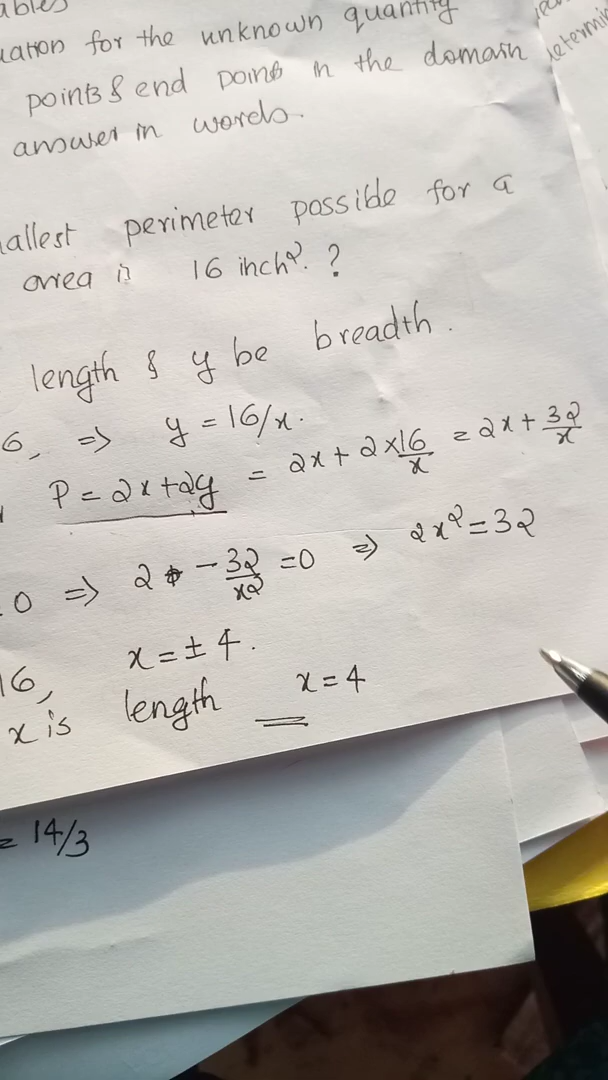 ables
uation for the unknown quantity
points & end points in the domain
answer in words.
allest perimeter possible for a
area is 16 inch². ?
length & y be breadth.
6, => y = 16/x.
P = 2x + 2y = 2x + 2 × 16/x = 2x + 32/x
0 => 2 - 32/x2 = 0 => 2x² = 32
16, x = ± 4.
x is length x = 4
= 14/3